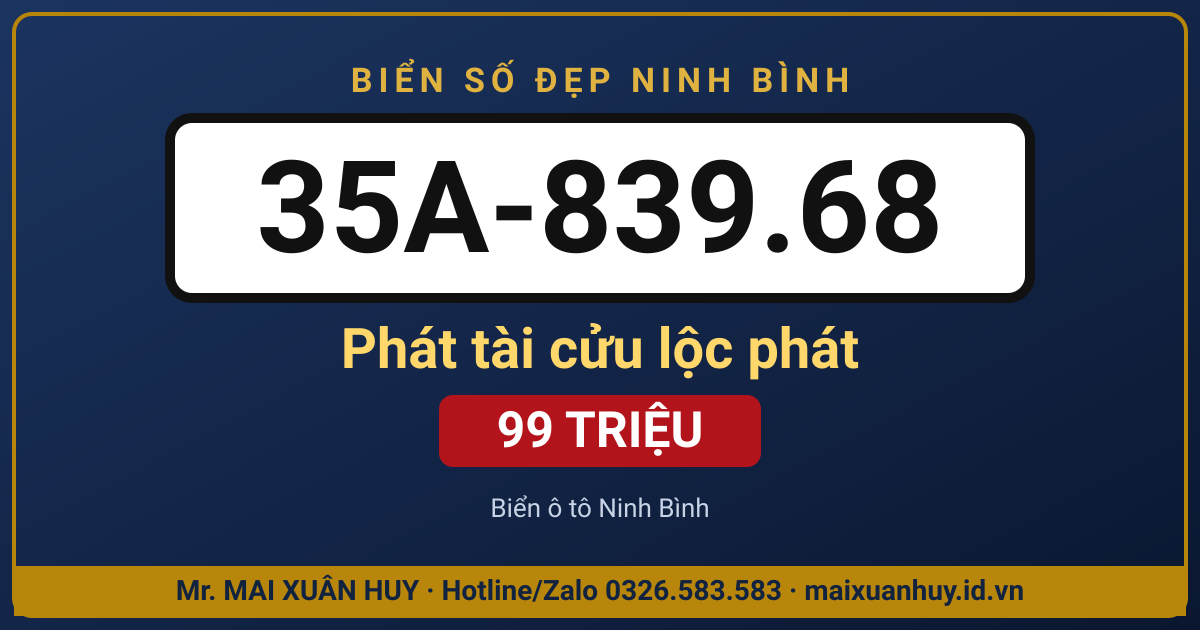 BIỂN SỐ ĐẸP NINH BÌNH
35A-839.68
Phát tài cửu lộc phát
99 TRIỆU
Biển ô tô Ninh Bình
Mr. MAI XUÂN HUY · Hotline/Zalo 0326.583.583 · maixuanhuy.id.vn